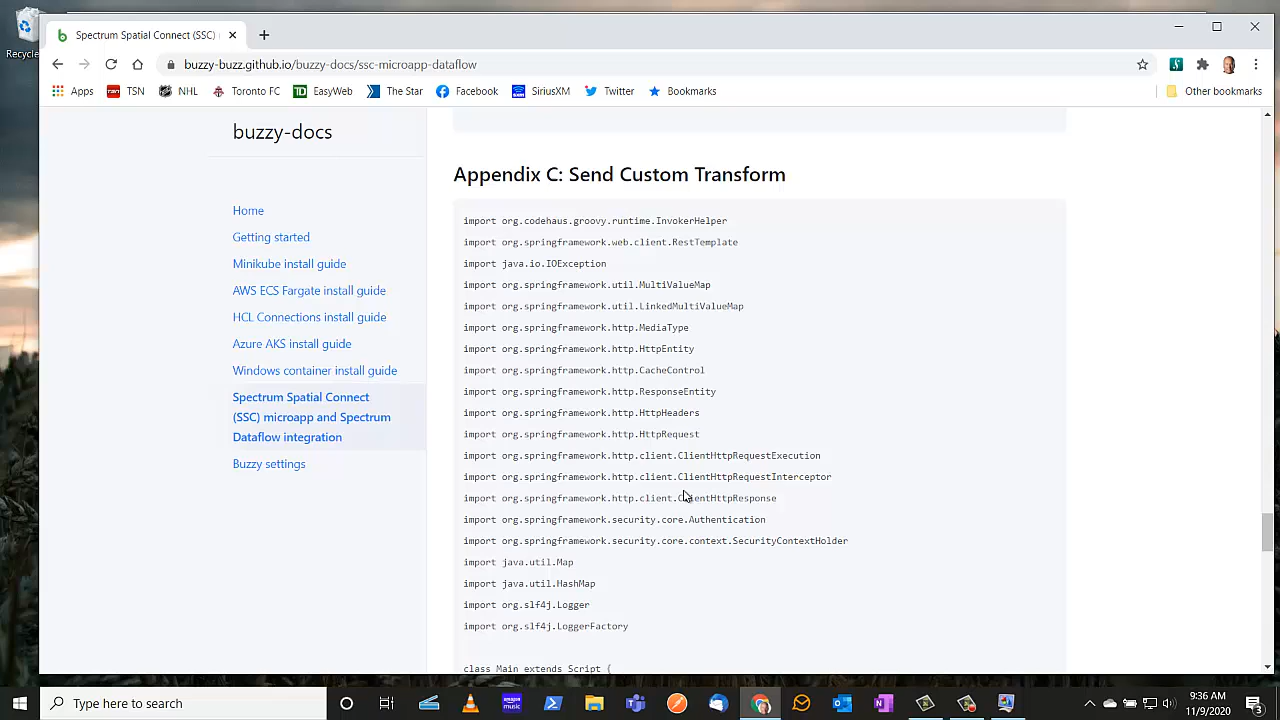 Recycle
Spectrum Spatial Connect (SSC)
buzzy-buzz.github.io/buzzy-docs/ssc-microapp-dataflow
Apps TSN NHL Toronto FC EasyWeb The Star Facebook SiriusXM Twitter Bookmarks Other bookmarks
buzzy-docs
Home
Getting started
Minikube install guide
AWS ECS Fargate install guide
HCL Connections install guide
Azure AKS install guide
Windows container install guide
Spectrum Spatial Connect
(SSC) microapp and Spectrum
Dataflow integration
Buzzy settings
Appendix C: Send Custom Transform
import org.codehaus.groovy.runtime.InvokerHelper
import org.springframework.web.client.RestTemplate
import java.io.IOException
import org.springframework.util.MultiValueMap
import org.springframework.util.LinkedMultiValueMap
import org.springframework.http.MediaType
import org.springframework.http.HttpEntity
import org.springframework.http.CacheControl
import org.springframework.http.ResponseEntity
import org.springframework.http.HttpHeaders
import org.springframework.http.HttpRequest
import org.springframework.http.client.ClientHttpRequestExecution
import org.springframework.http.client.ClientHttpRequestInterceptor
import org.springframework.http.client.ClientHttpResponse
import org.springframework.security.core.Authentication
import org.springframework.security.core.context.SecurityContextHolder
import java.util.Map
import java.util.HashMap
import org.slf4j.Logger
import org.slf4j.LoggerFactory
class Main extends Script {
Type here to search
9:36 AM
11/9/2020